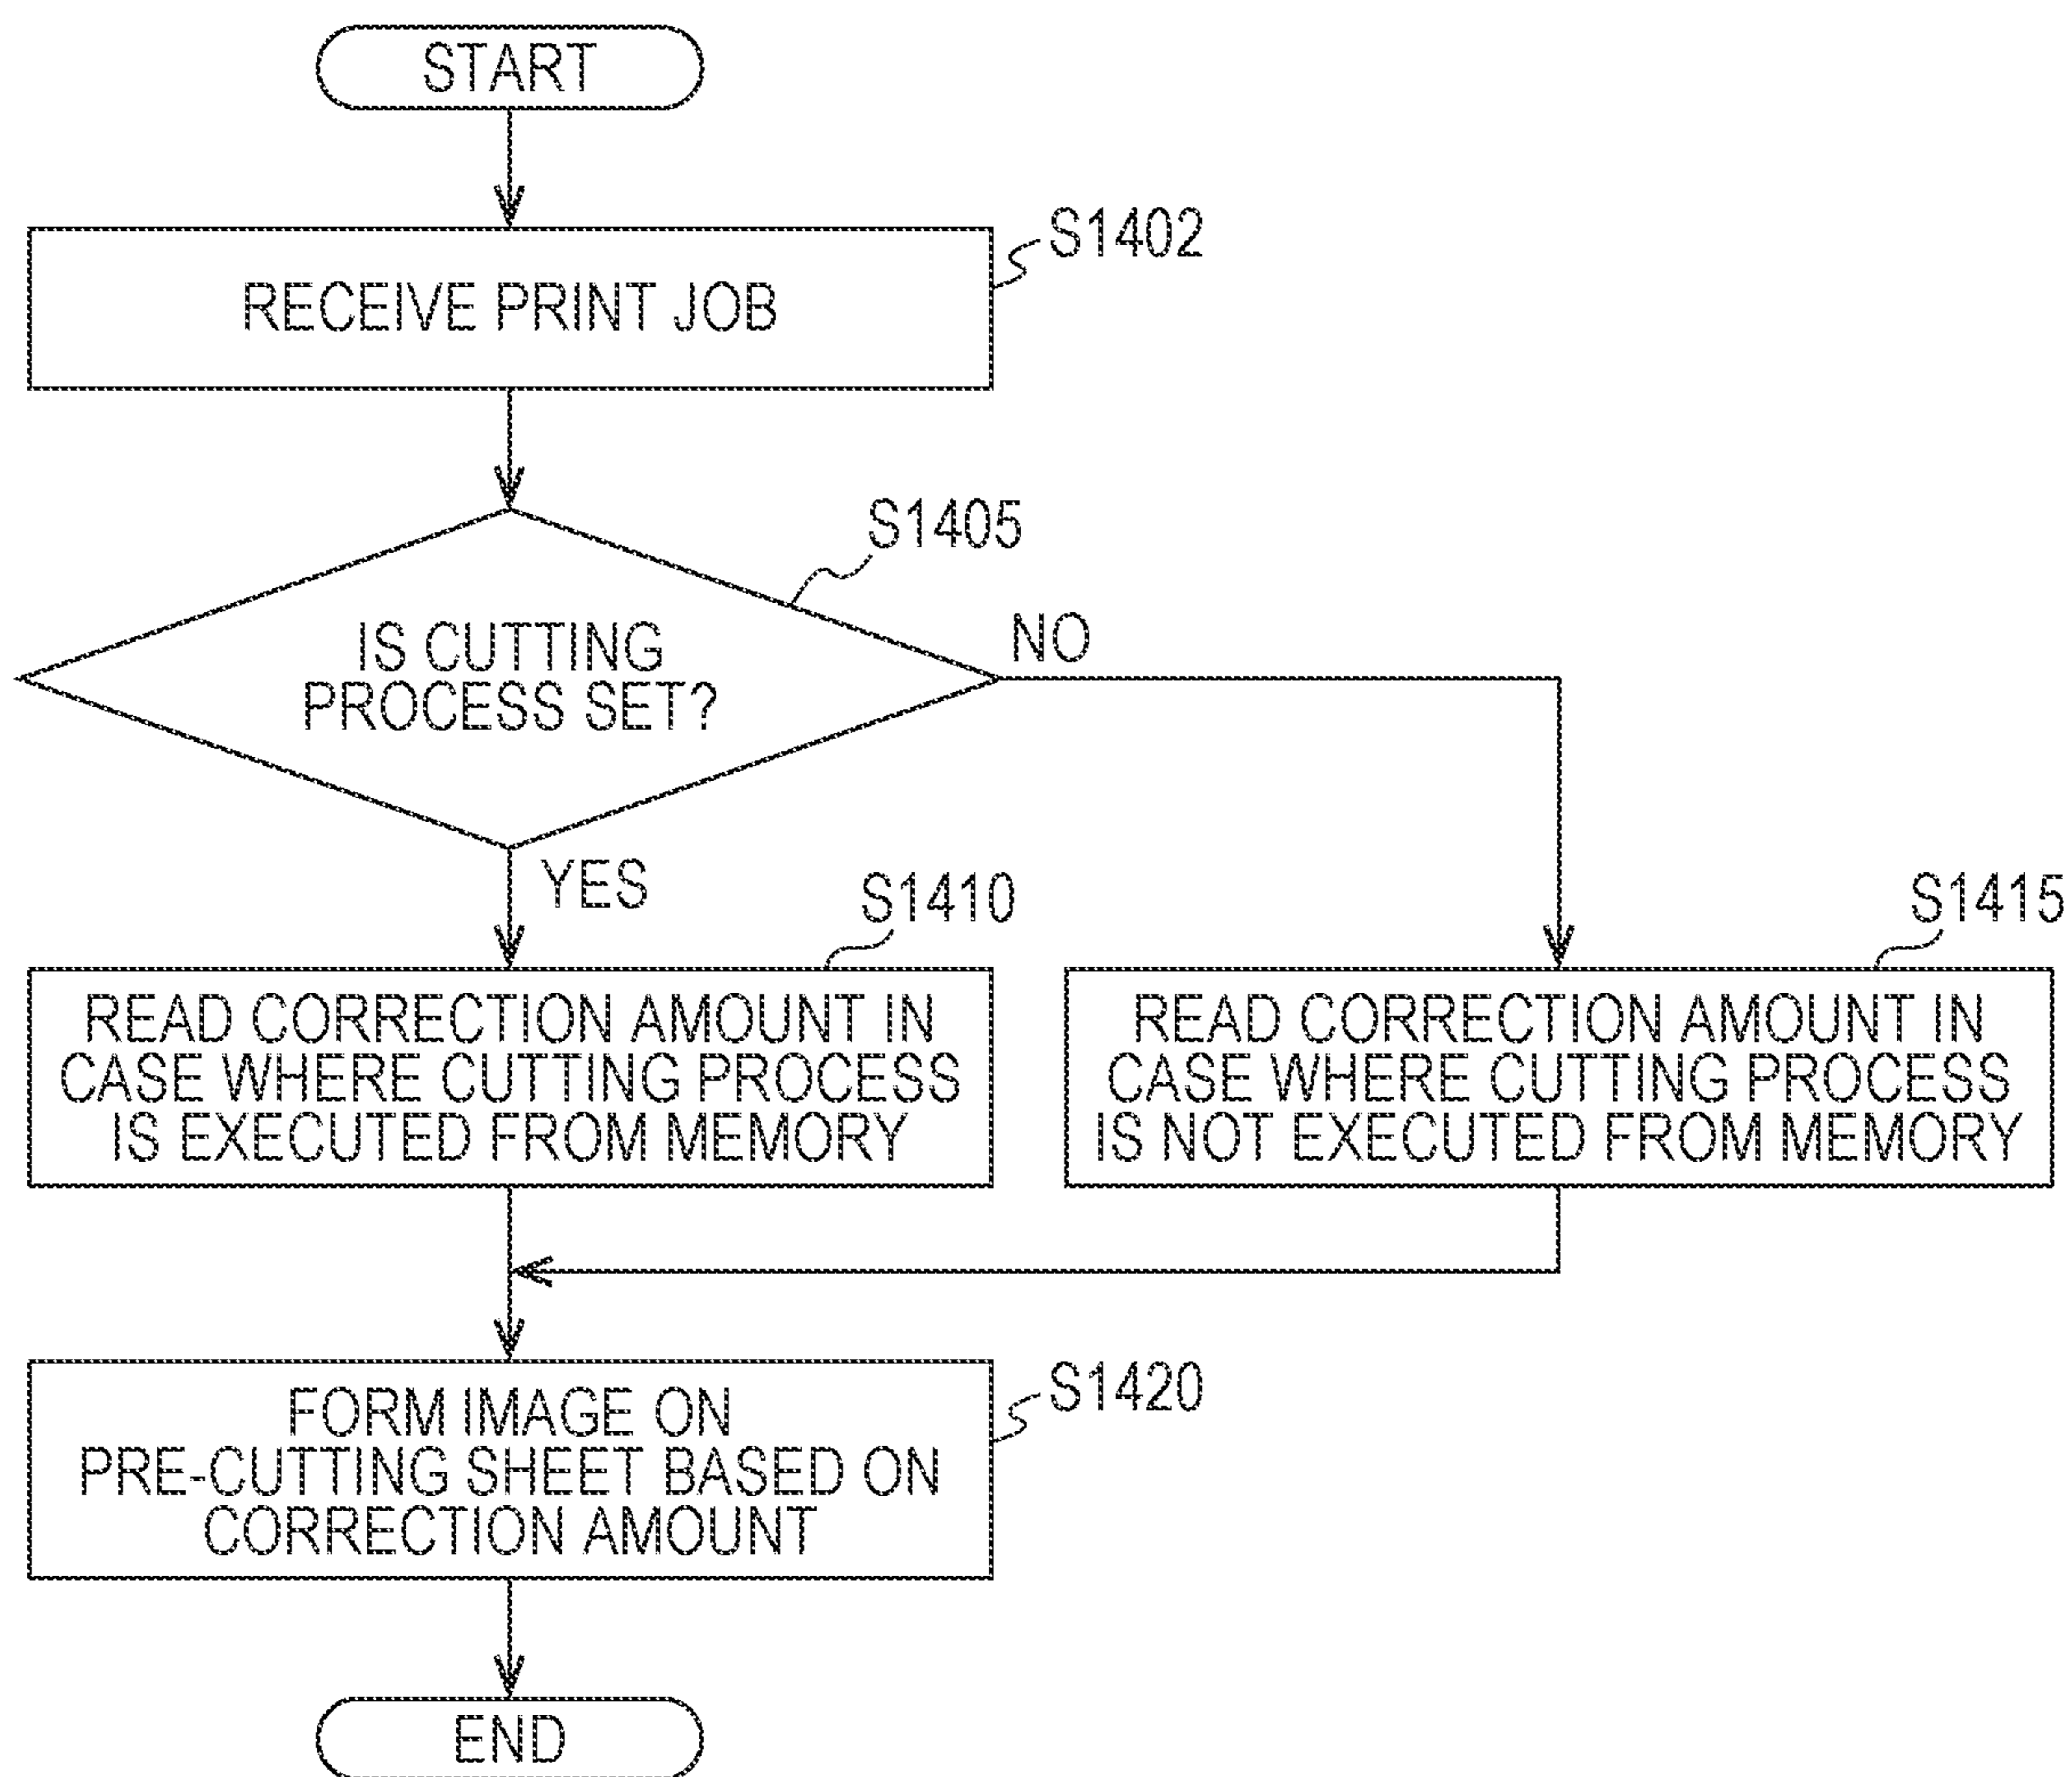 START
S1402
RECEIVE PRINT JOB
S1405
IS CUTTING
PROCESS SET?
NO
YES
S1410
S1415
READ CORRECTION AMOUNT IN
CASE WHERE CUTTING PROCESS
IS EXECUTED FROM MEMORY
READ CORRECTION AMOUNT IN
CASE WHERE CUTTING PROCESS
IS NOT EXECUTED FROM MEMORY
S1420
FORM IMAGE ON
PRE-CUTTING SHEET BASED ON
CORRECTION AMOUNT
END